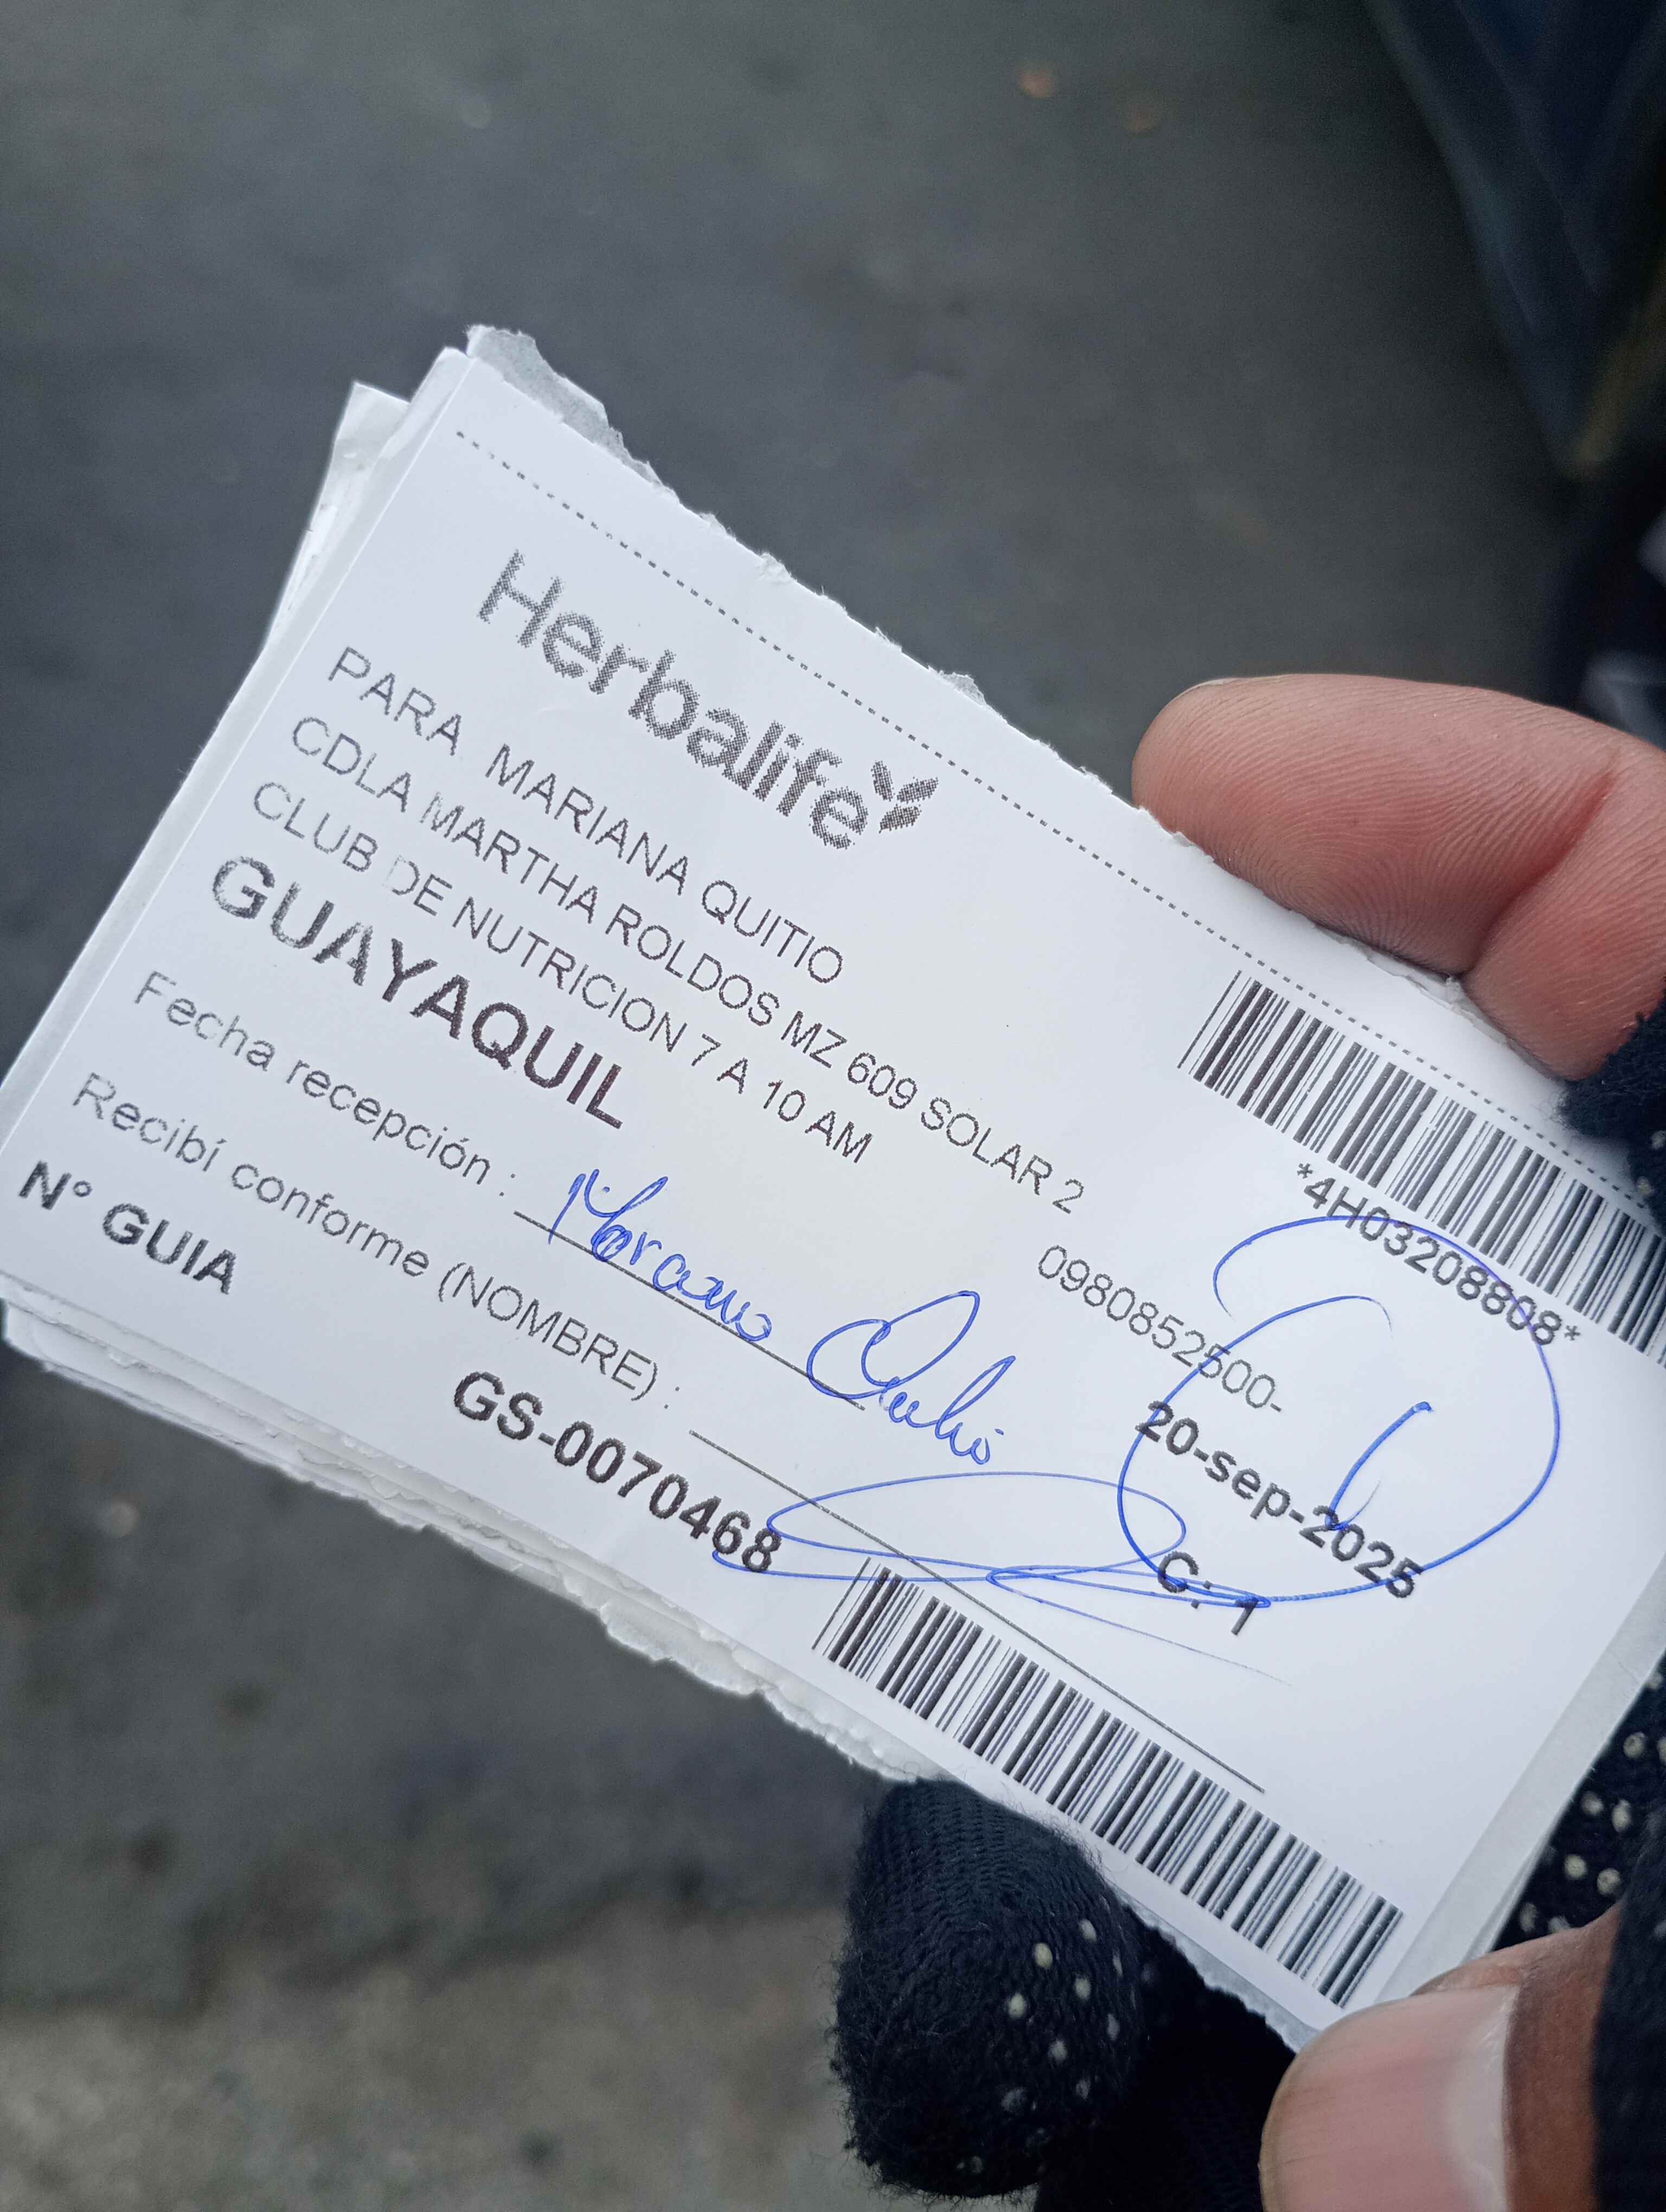 Herbalife
*4H03208808*
PARA MARIANA QUITIO
CDLA MARTHA ROLDOS MZ 609 SOLAR 2
CLUB DE NUTRICION 7 A 10 AM
0980852500-
GUAYAQUIL
20-sep-2025
Fecha recepción :
C: 1
Recibí conforme (NOMBRE) :
N° GUIA
GS-0070468